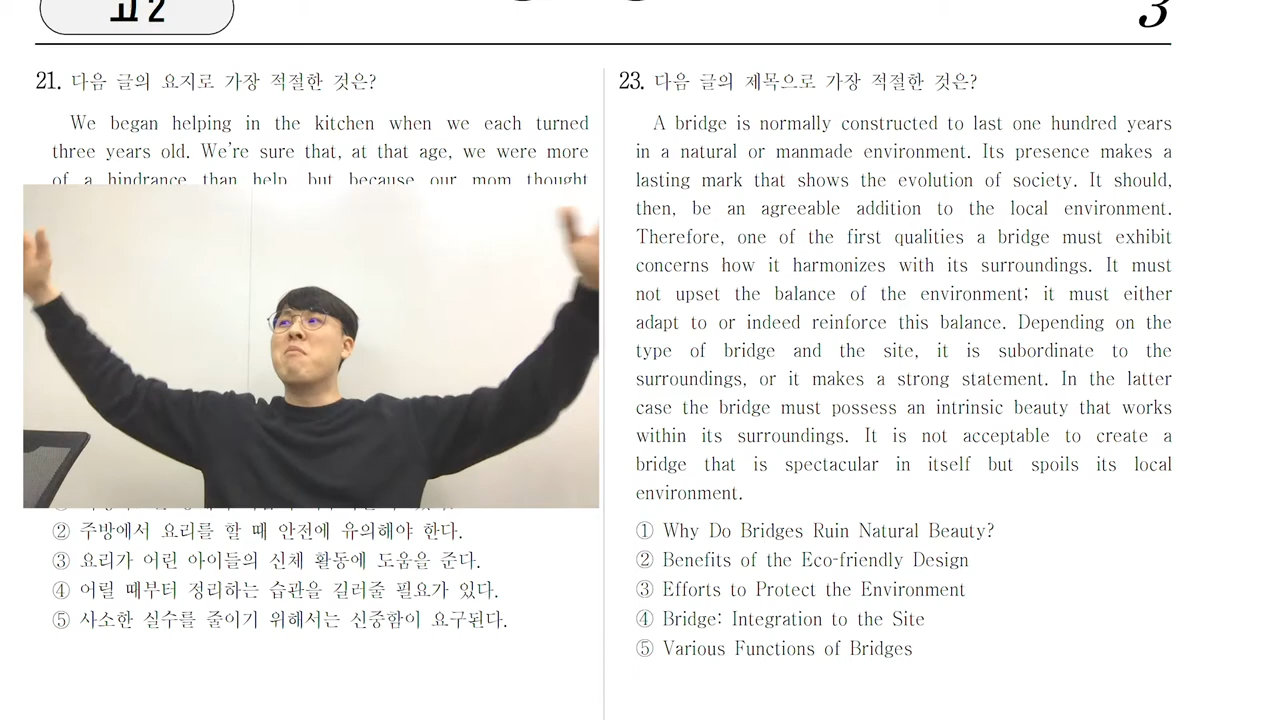 고2
3
21. 다음 글의 요지로 가장 적절한 것은?
We began helping in the kitchen when we each turned
three years old. We're sure that, at that age, we were more
of a hindrance than help, but because our mom thought
② 주방에서 요리를 할 때 안전에 유의해야 한다.
③ 요리가 어린 아이들의 신체 활동에 도움을 준다.
④ 어릴 때부터 정리하는 습관을 길러줄 필요가 있다.
⑤ 사소한 실수를 줄이기 위해서는 신중함이 요구된다.
23. 다음 글의 제목으로 가장 적절한 것은?
A bridge is normally constructed to last one hundred years
in a natural or manmade environment. Its presence makes a
lasting mark that shows the evolution of society. It should,
then, be an agreeable addition to the local environment.
Therefore, one of the first qualities a bridge must exhibit
concerns how it harmonizes with its surroundings. It must
not upset the balance of the environment; it must either
adapt to or indeed reinforce this balance. Depending on the
type of bridge and the site, it is subordinate to the
surroundings, or it makes a strong statement. In the latter
case the bridge must possess an intrinsic beauty that works
within its surroundings. It is not acceptable to create a
bridge that is spectacular in itself but spoils its local
environment.
① Why Do Bridges Ruin Natural Beauty?
② Benefits of the Eco-friendly Design
③ Efforts to Protect the Environment
④ Bridge: Integration to the Site
⑤ Various Functions of Bridges